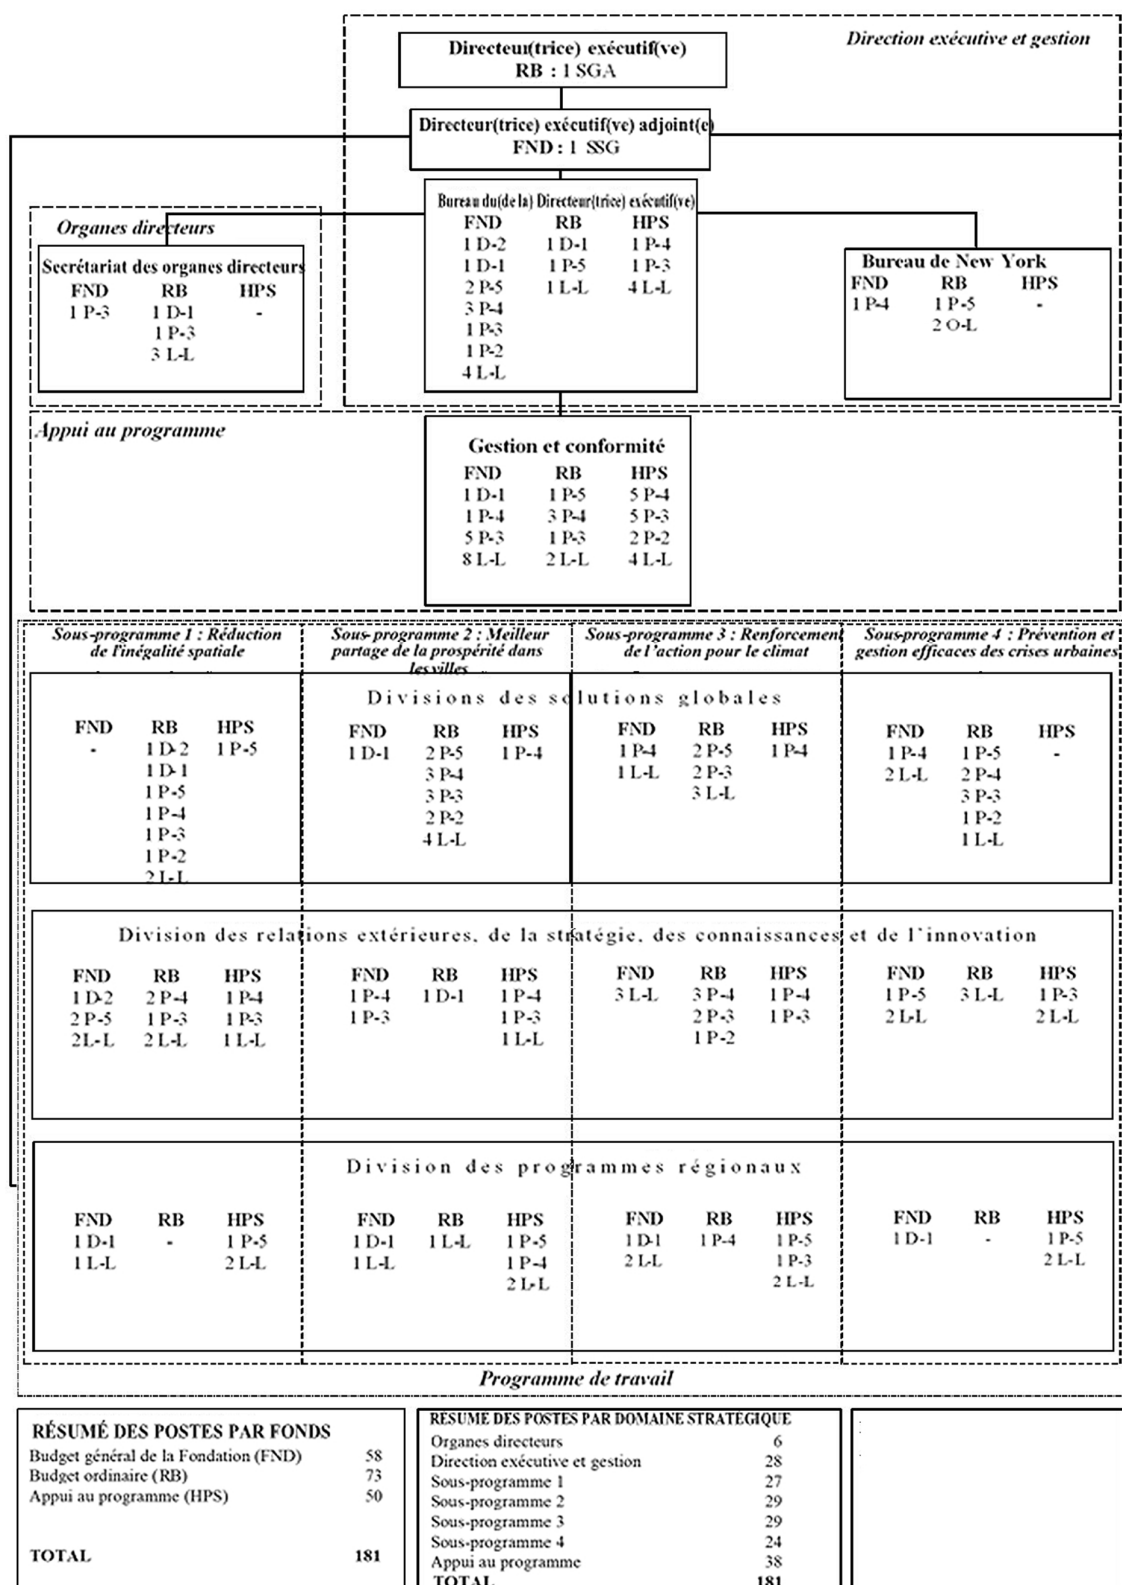 Direction exécutive et gestion
Directeur(trice) exécutif(ve)
RB : 1 SGA
Directeur(trice) exécutif(ve) adjoint(e)
FND : 1 SSG
Bureau du(de la) Directeur(trice) exécutif(ve)
FND RB HPS
1 D-2 1 D-1 1 P-4
1 D-1 1 P-5 1 P-3
2 P-5 1 L-L 4 L-L
3 P-4
1 P-3
1 P-2
4 L-L
Organes directeurs
Secrétariat des organes directeurs
FND RB HPS
1 P-3 1 D-1 -
1 P-3
3 L-L
Bureau de New York
FND RB HPS
1 P-4 1 P-5 -
2 O-L
Appui au programme
Gestion et conformité
FND RB HPS
1 D-1 1 P-5 5 P-4
1 P-4 3 P-4 5 P-3
5 P-3 1 P-3 2 P-2
8 L-L 2 L-L 4 L-L
Sous-programme 1 : Réduction
de l'inégalité spatiale
Sous-programme 2 : Meilleur
partage de la prospérité dans
les villes
Sous-programme 3 : Renforcement
de l'action pour le climat
Sous-programme 4 : Prévention et
gestion efficaces des crises urbaines
Divisions des solutions globales
FND RB HPS
- 1 D-2 1 P-5
1 D-1
1 P-5
1 P-4
1 P-3
1 P-2
2 L-L
FND RB HPS
1 D-1 2 P-5 1 P-4
3 P-4
3 P-3
2 P-2
4 L-L
FND RB HPS
1 P-4 2 P-5 1 P-4
1 L-L 2 P-3
3 L-L
FND RB HPS
1 P-4 1 P-5 -
2 L-L 2 P-4
3 P-3
1 P-2
1 L-L
Division des relations extérieures, de la stratégie, des connaissances et de l'innovation
FND RB HPS
1 D-2 2 P-4 1 P-4
2 P-5 1 P-3 1 P-3
2 L-L 2 L-L 1 L-L
FND RB HPS
1 P-4 1 D-1 1 P-4
1 P-3 1 P-3
1 L-L
FND RB HPS
3 L-L 3 P-4 1 P-4
2 P-3 1 P-3
1 P-2
FND RB HPS
1 P-5 3 L-L 1 P-3
2 L-L 2 L-L
Division des programmes régionaux
FND RB HPS
1 D-1 - 1 P-5
1 L-L 2 L-L
FND RB HPS
1 D-1 1 L-L 1 P-5
1 L-L 1 P-4
2 L-L
FND RB HPS
1 D-1 1 P-4 1 P-5
2 L-L 1 P-3
2 L-L
FND RB HPS
1 D-1 - 1 P-5
2 L-L
Programme de travail
RÉSUMÉ DES POSTES PAR FONDS
Budget général de la Fondation (FND) 58
Budget ordinaire (RB) 73
Appui au programme (HPS) 50
TOTAL 181
RÉSUMÉ DES POSTES PAR DOMAINE STRATÉGIQUE
Organes directeurs 6
Direction exécutive et gestion 28
Sous-programme 1 27
Sous-programme 2 29
Sous-programme 3 29
Sous-programme 4 24
Appui au programme 38
TOTAL 181